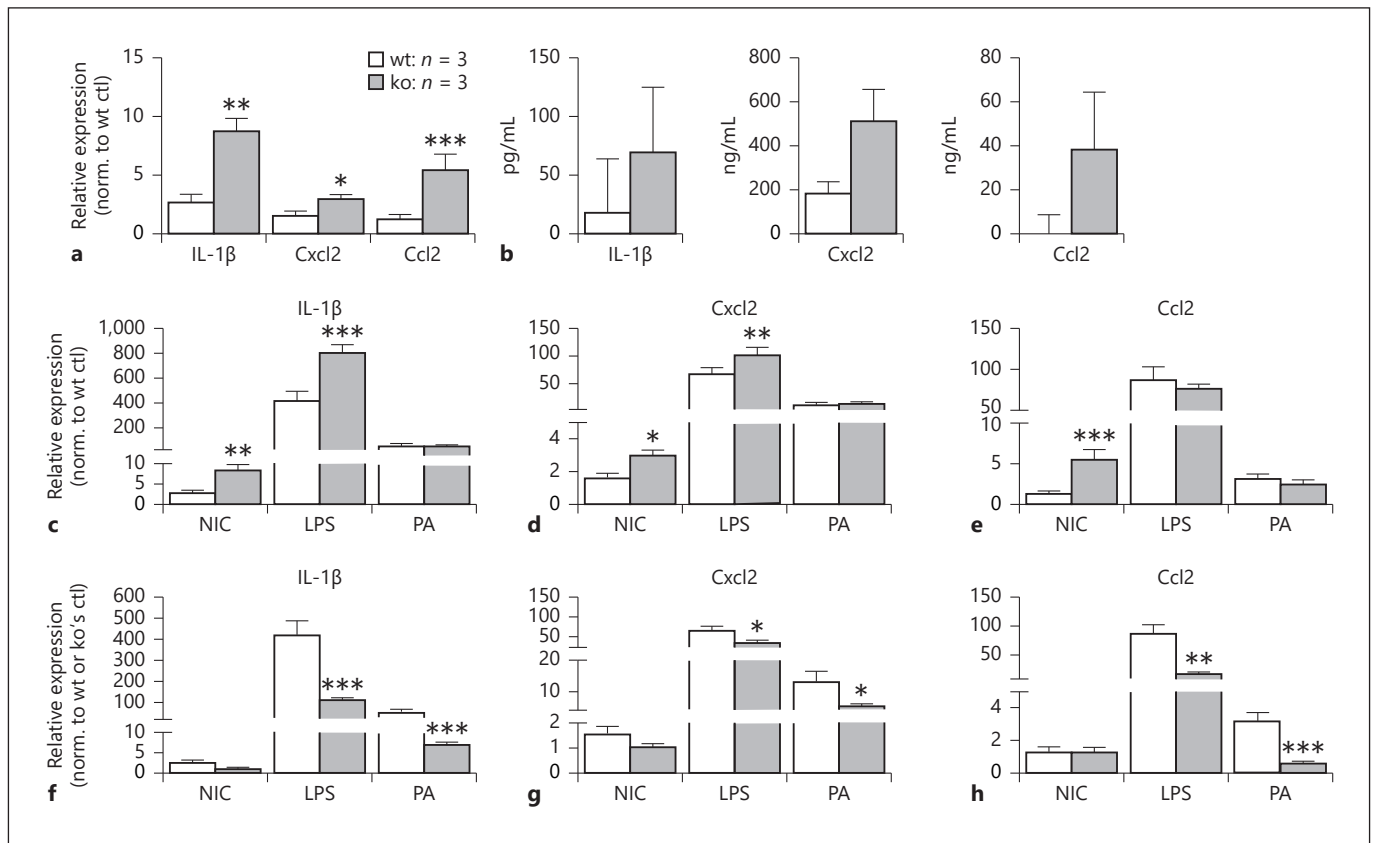 wt: n = 3
ko: n = 3
Relative expression
(norm. to wt ctl)
15
10
5
0
**
*
***
IL-1β Cxcl2 Ccl2
a
pg/mL
150
100
50
0
IL-1β
b
ng/mL
800
600
400
200
0
Cxcl2
ng/mL
80
60
40
20
0
Ccl2
IL-1β
Relative expression
(norm. to wt ctl)
1,000
800
600
400
200
10
5
0
**
***
NIC LPS PA
c
Cxcl2
150
100
50
4
2
0
*
**
NIC LPS PA
d
Ccl2
150
100
50
10
5
0
***
NIC LPS PA
e
IL-1β
Relative expression
(norm. to wt or ko's ctl)
600
500
400
300
200
100
10
5
0
***
***
NIC LPS PA
f
Cxcl2
150
100
50
20
10
2
1
0
*
*
NIC LPS PA
g
Ccl2
150
100
50
4
2
0
**
***
NIC LPS PA
h